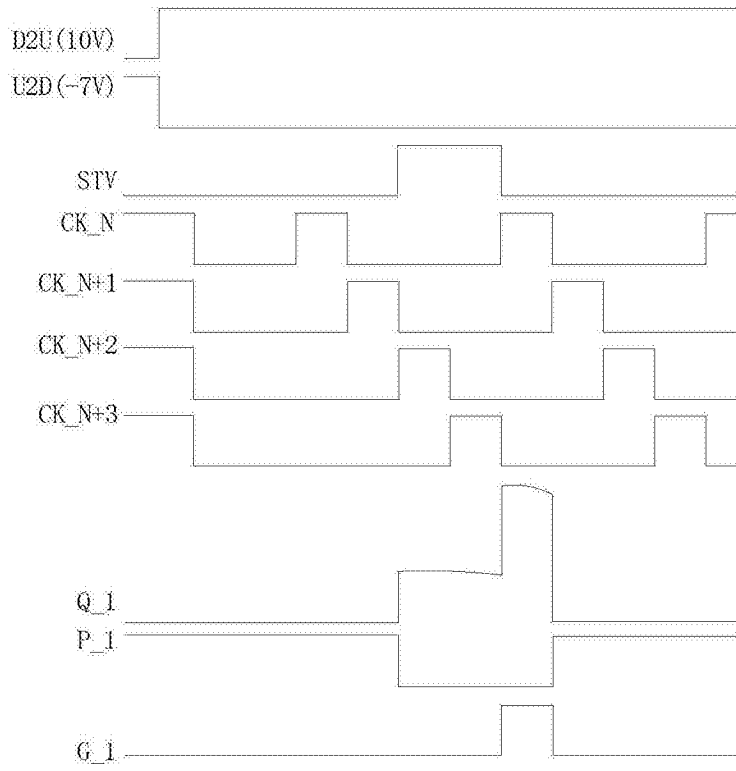 D2U(10V)
U2D(-7V)
STV
CK_N
CK_N+1
CK_N+2
CK_N+3
Q_1
P_1
G_1